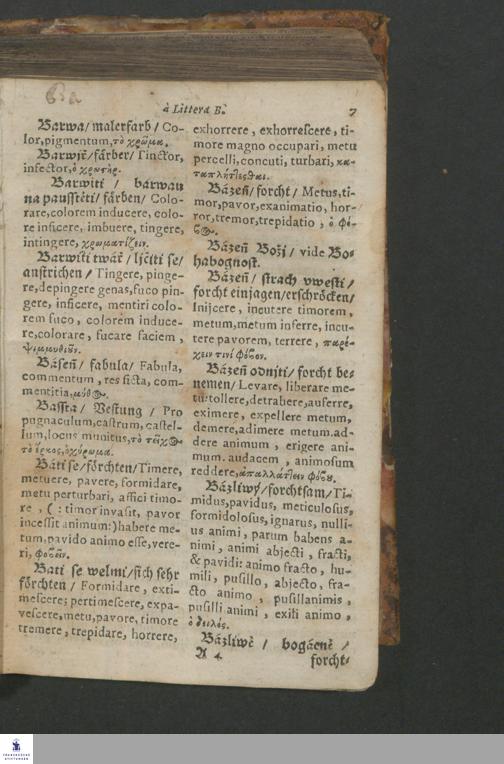 à Littera B. 7
Barwa/ malerfarb/ Co-
lor, pigmentum, τὸ χρῶμα.
Barwjř/ färber/ Tinctor,
infector, ὁ
Barwiti / barwau
na pausstěti/ färben/ Colo-
rare, colorem inducere, colo-
re inficere, imbuere, tingere,
intingere, χρωματίζειν.
Barwiti twář/ ljčiti se/
anstrichen/ Tingere, pinge-
re, depingere genas, fuco pin-
gere, inficere, mentiri colo-
rem fuco, colorem induce-
re, colorare, fucare faciem,
Báseň/ fabula/ Fabula,
commentum, res ficta, com-
mentitia, μῦθος.
Bassta/ Vestung/ Pro
pugnaculum, castrum, castel-
lum, locus munitus, τὸ τεῖχος
τὸ ὀχύρωμα.
Báti se/ förchten/ Timere,
metuere, pavere, formidare,
metu perturbari, affici timo-
re, (: timor invasit, pavor
incessit animum:) habere me-
tum, pavido animo esse, vere-
ri, φοβεῖν.
Bati se welmi/ sich sehr
förchten/ Formidare, exti-
mescere; pertimescere, expa-
vescere, metu, pavore, timore
tremere, trepidare, horrere,
exhorrere, exhorrescere, ti-
more magno occupari, metu
percelli, concuti, turbari, κα-
ταπλήττεσθαι.
Bázeň/ forcht/ Metus, ti-
mor, pavor, exanimatio, hor-
ror, tremor, trepidatio, ὁ φό-
βος.
Bázeň Božj/ vide Bo-
habognost.
Bázeň/ strach vwesti/
forcht einjagen/ erschröcken/
Inijcere, incutere timorem,
metum, metum inferre, incu-
tere pavorem, terrere, παρέ-
χειν τινί φόβον.
Bázeň odnjti/ forcht be-
nemen/ Levare, liberare me-
tu: tollere, detrahere, auferre,
eximere, expellere metum,
demere, adimere metum. ad-
dere animum, erigere ani-
mum. audacem, animosum
reddere, ἀπαλλάττειν φόβου.
Bázliwý/ forchtsam/ Ti-
midus, pavidus, meticulosus,
formidolosus, ignarus, nulli-
us animi, parum habens a-
nimi, animi abjecti, fracti,
& pavidi: animo fracto, hu-
mili, pusillo, abjecto, fra-
cto animo, pusillanimis,
pusilli animi, exili animo,
ὁ δειλός.
Bázliwě / bogácně /
A 4 forcht-
FRANCKESCHE
STIFTUNGEN